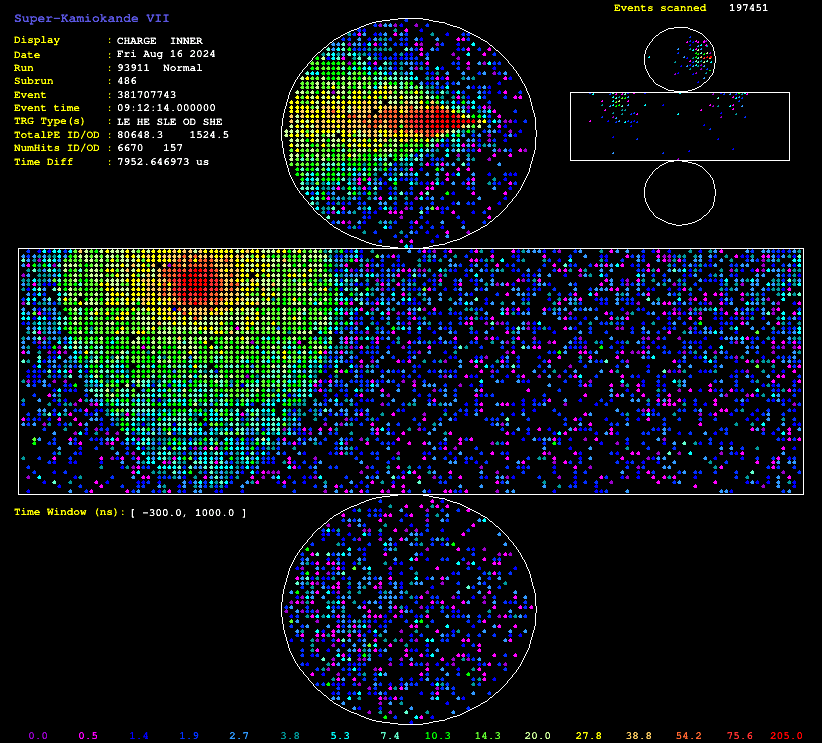 Super-Kamiokande VII
Events scanned 197451
Display : CHARGE INNER
Date : Fri Aug 16 2024
Run : 93911 Normal
Subrun : 486
Event : 381707743
Event time : 09:12:14.000000
TRG Type(s) : LE HE SLE OD SHE
TotalPE ID/OD : 80648.3 1524.5
NumHits ID/OD : 6670 157
Time Diff : 7952.646973 us
Time Window (ns): [ -300.0, 1000.0 ]
0.0 0.5 1.4 1.9 2.7 3.8 5.3 7.4 10.3 14.3 20.0 27.8 38.8 54.2 75.6 205.0